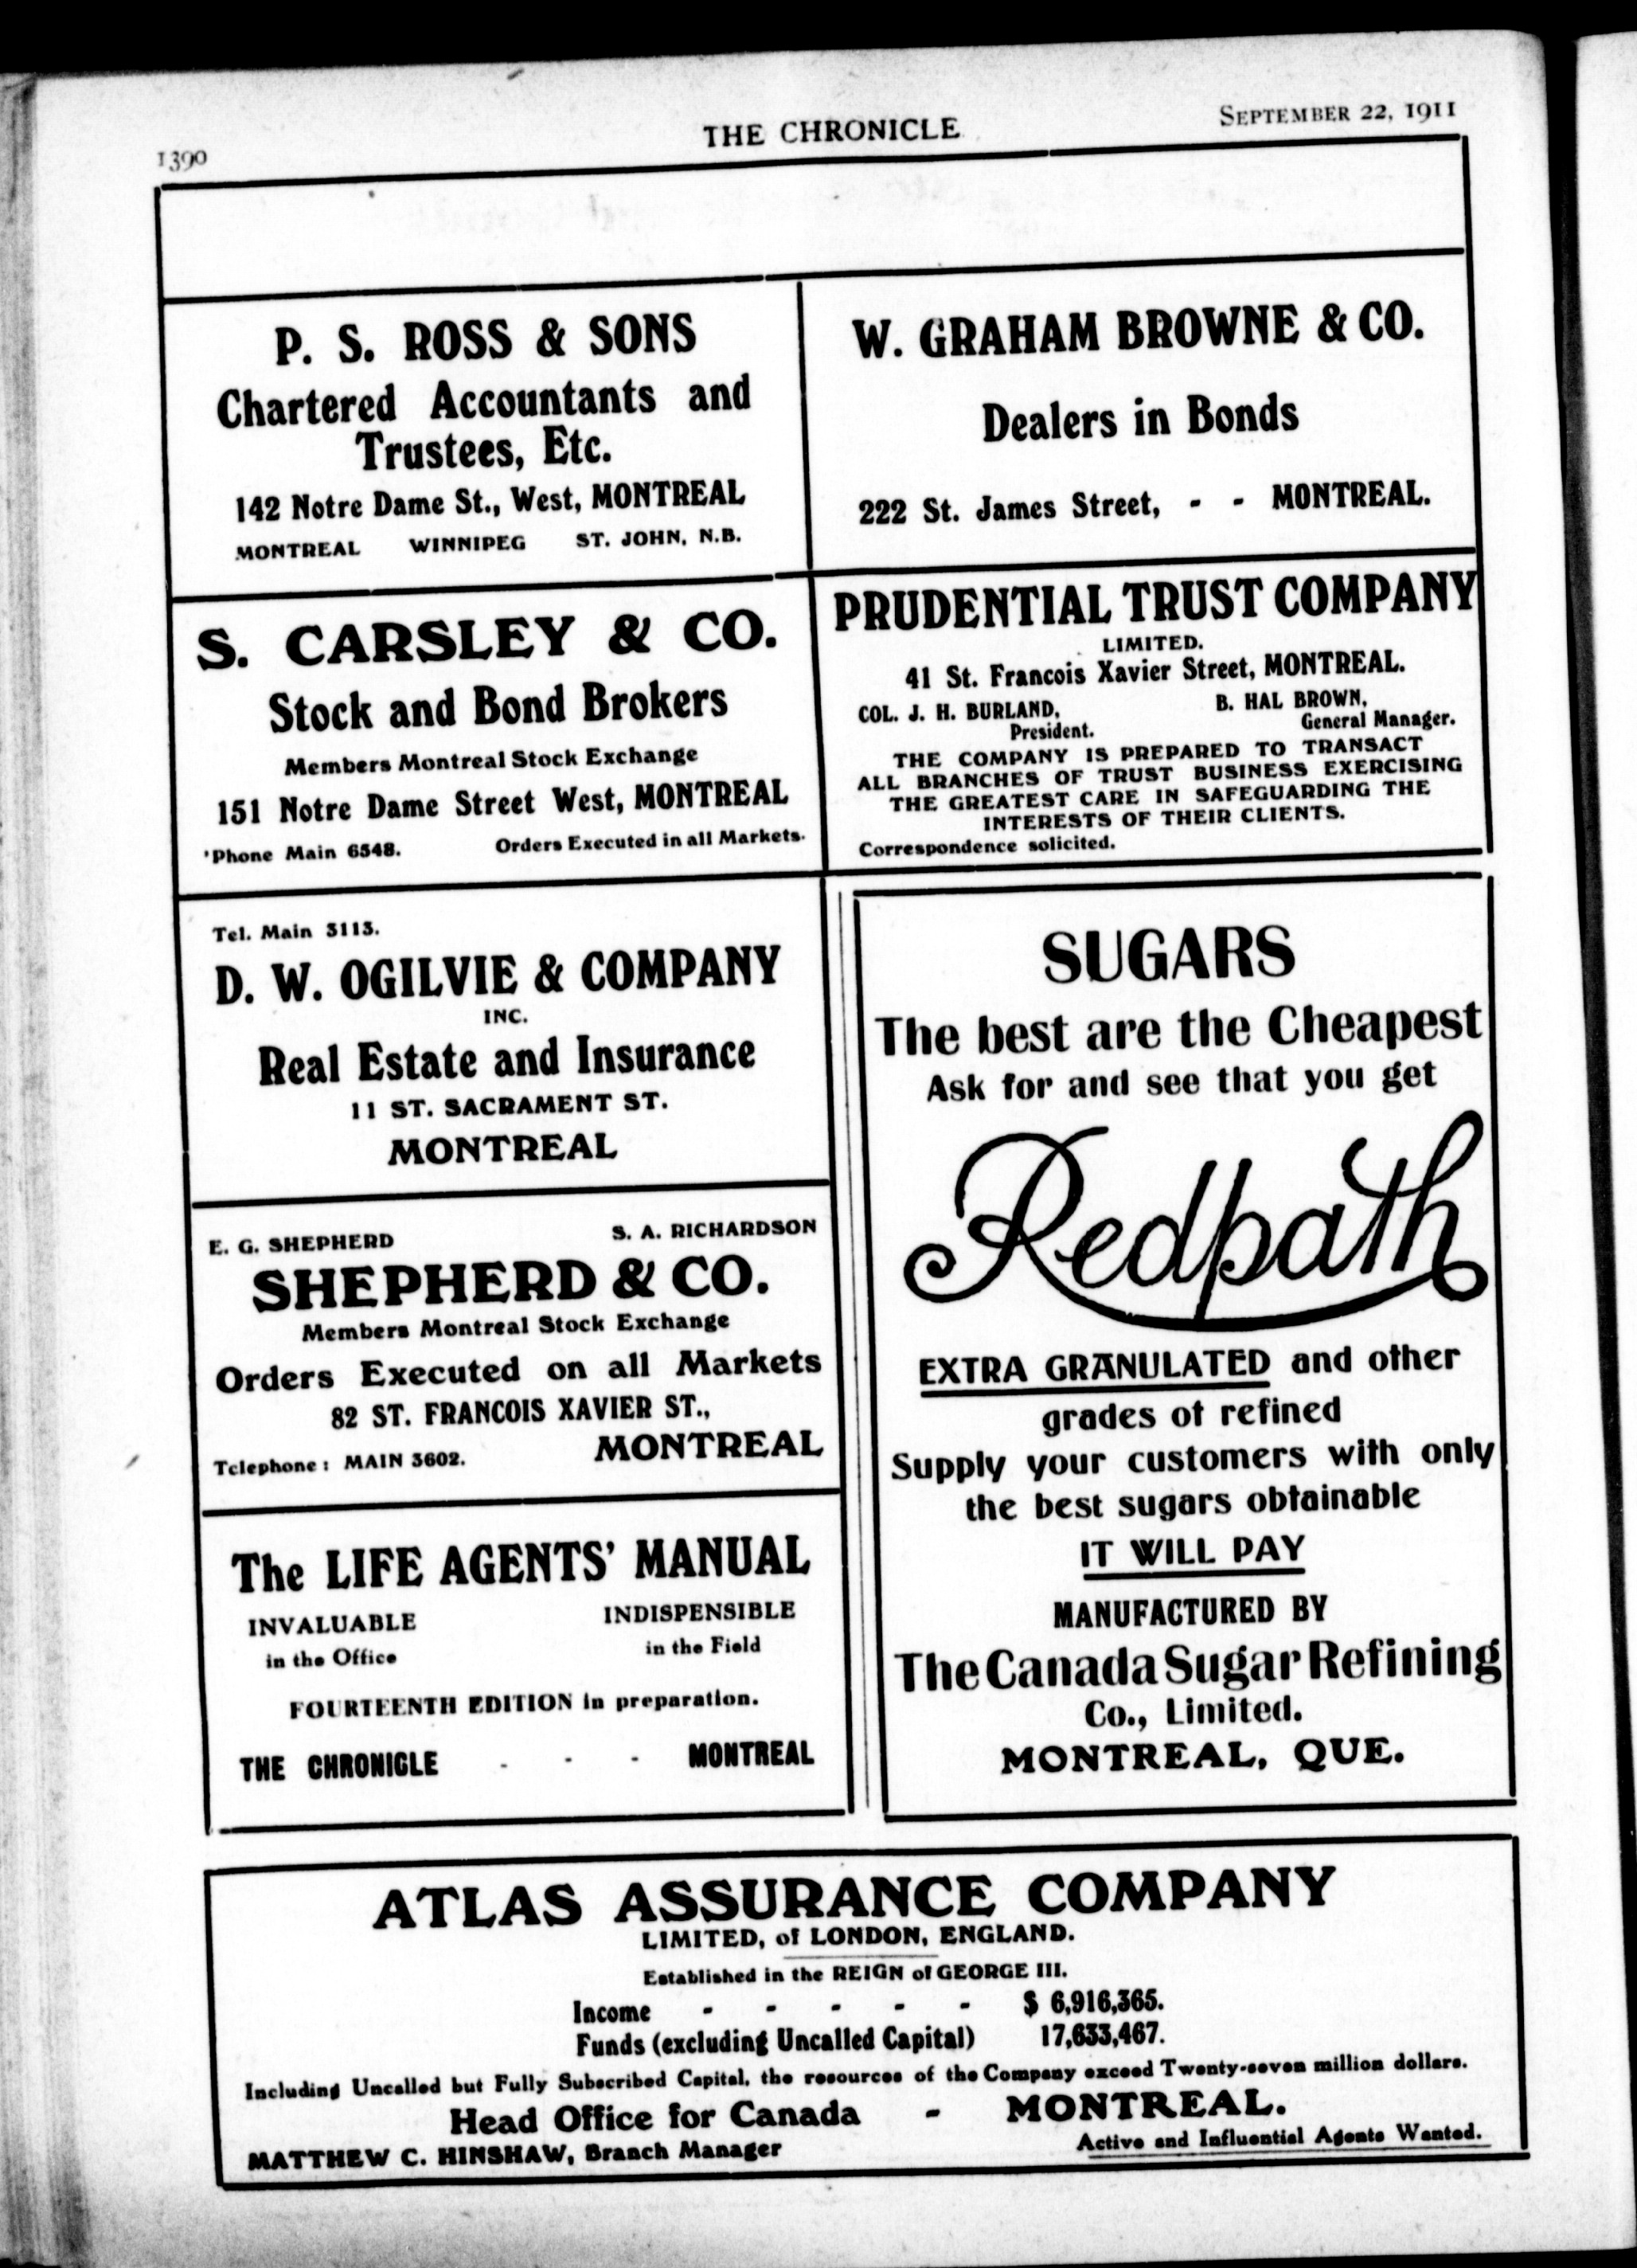 1390
THE CHRONICLE
SEPTEMBER 22, 1911
P. S. ROSS & SONS
Chartered Accountants and
Trustees, Etc.
142 Notre Dame St., West, MONTREAL
MONTREAL WINNIPEG ST. JOHN, N.B.
W. GRAHAM BROWNE & CO.
Dealers in Bonds
222 St. James Street, - - MONTREAL.
S. CARSLEY & CO.
Stock and Bond Brokers
Members Montreal Stock Exchange
151 Notre Dame Street West, MONTREAL
'Phone Main 6548. Orders Executed in all Markets.
PRUDENTIAL TRUST COMPANY
LIMITED.
41 St. Francois Xavier Street, MONTREAL.
COL. J. H. BURLAND, B. HAL BROWN,
President. General Manager.
THE COMPANY IS PREPARED TO TRANSACT
ALL BRANCHES OF TRUST BUSINESS EXERCISING
THE GREATEST CARE IN SAFEGUARDING THE
INTERESTS OF THEIR CLIENTS.
Correspondence solicited.
Tel. Main 3113.
D. W. OGILVIE & COMPANY
INC.
Real Estate and Insurance
11 ST. SACRAMENT ST.
MONTREAL
E. G. SHEPHERD S. A. RICHARDSON
SHEPHERD & CO.
Members Montreal Stock Exchange
Orders Executed on all Markets
82 ST. FRANCOIS XAVIER ST.,
Telephone: MAIN 3602. MONTREAL
The LIFE AGENTS' MANUAL
INVALUABLE INDISPENSIBLE
in the Office in the Field
FOURTEENTH EDITION in preparation.
THE CHRONICLE - - - MONTREAL
SUGARS
The best are the Cheapest
Ask for and see that you get
Redpath
EXTRA GRANULATED and other
grades of refined
Supply your customers with only
the best sugars obtainable
IT WILL PAY
MANUFACTURED BY
The Canada Sugar Refining
Co., Limited.
MONTREAL, QUE.
ATLAS ASSURANCE COMPANY
LIMITED, of LONDON, ENGLAND.
Established in the REIGN of GEORGE III.
Income - - - - - $ 6,916,365.
Funds (excluding Uncalled Capital) 17,633,467.
Including Uncalled but Fully Subscribed Capital, the resources of the Company exceed Twenty-seven million dollars.
Head Office for Canada - MONTREAL.
MATTHEW C. HINSHAW, Branch Manager Active and Influential Agents Wanted.